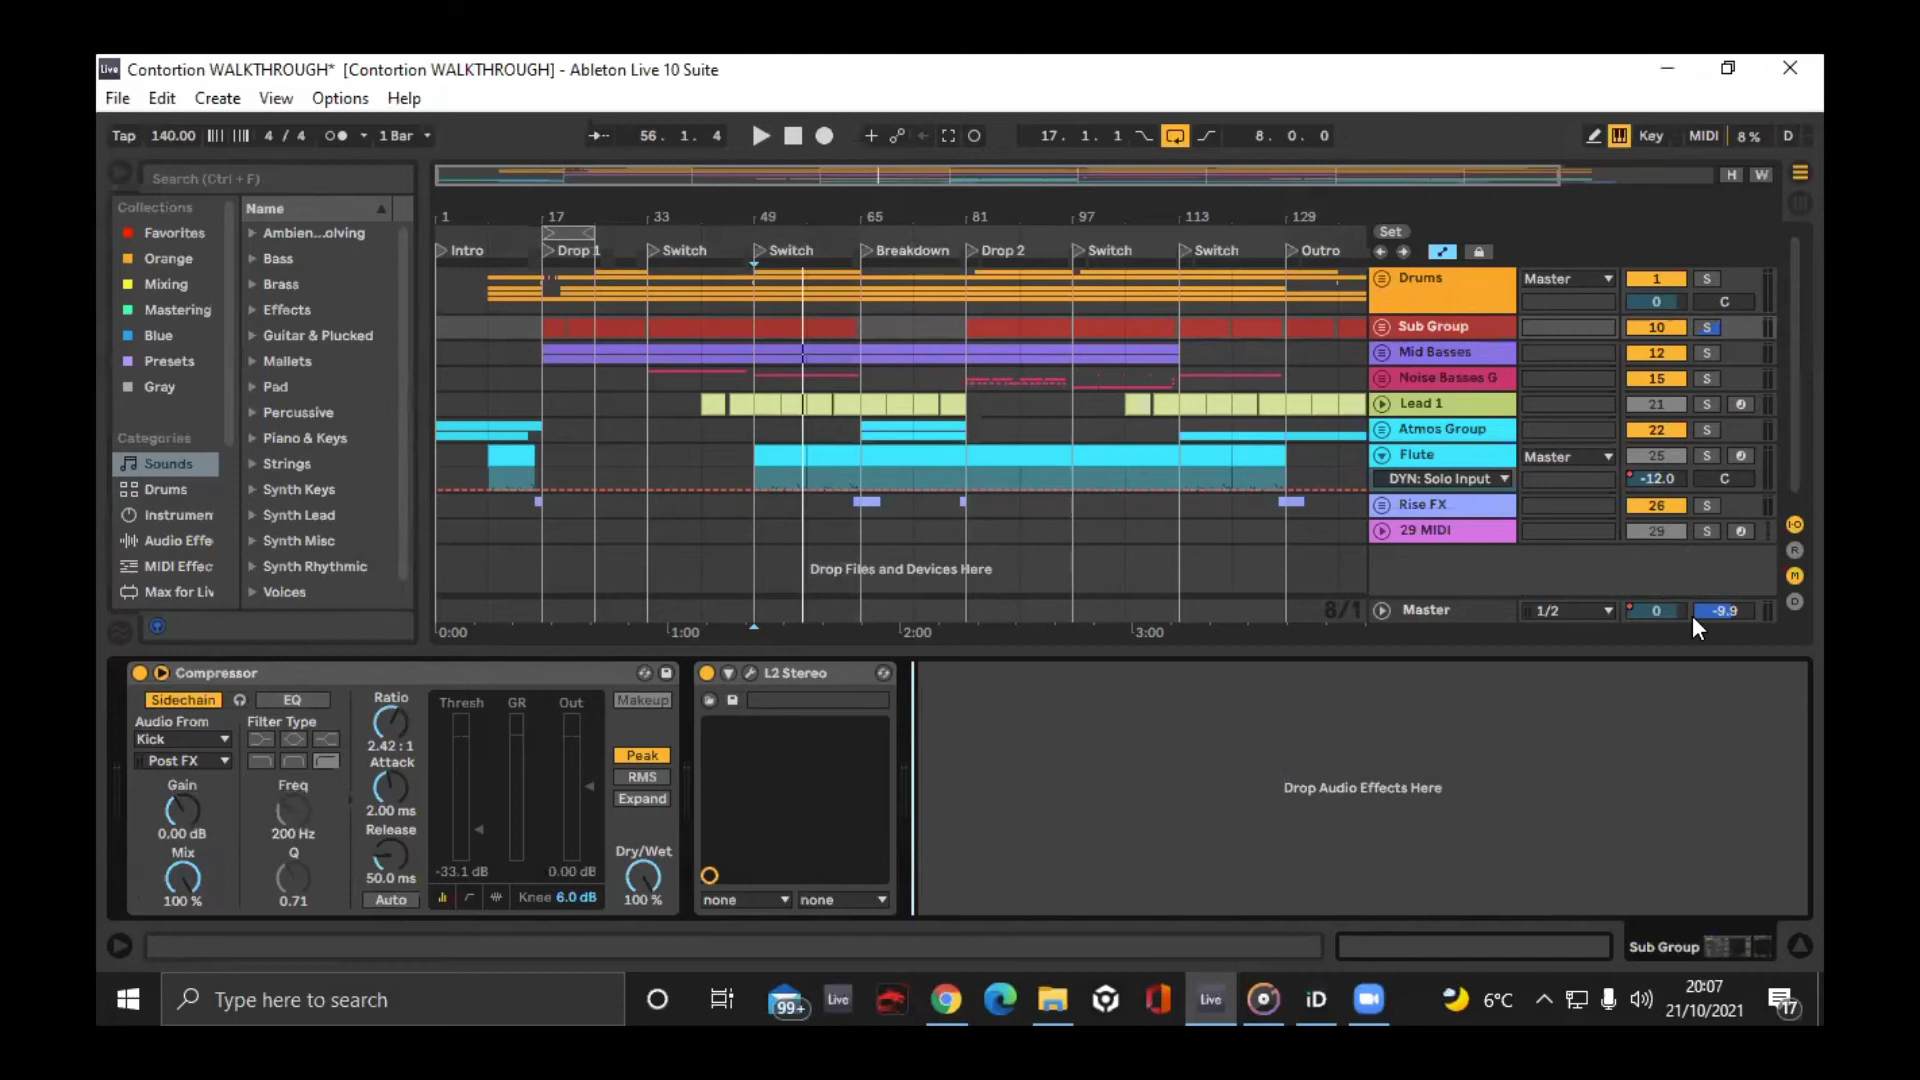 Live Contortion WALKTHROUGH* [Contortion WALKTHROUGH] - Ableton Live 10 Suite
File Edit Create View Options Help
Tap 140.00 4 / 4 1 Bar 56. 1. 4 17. 1. 1 8. 0. 0 Key MIDI 8 % D
Search (Ctrl + F)
H W
Collections
Favorites
Orange
Yellow
Mixing
Mastering
Blue
Presets
Gray
Categories
Sounds
Drums
Instrumen
Audio Effe
MIDI Effec
Max for Liv
Name
Ambien...olving
Bass
Brass
Effects
Guitar & Plucked
Mallets
Pad
Percussive
Piano & Keys
Strings
Synth Keys
Synth Lead
Synth Misc
Synth Rhythmic
Voices
1 17 33 49 65 81 97 113 129
Set
Intro Drop 1 Switch Switch Breakdown Drop 2 Switch Switch Outro
Drums Master 1 S
0 C
Sub Group 10 S
Mid Basses 12 S
Noise Basses G 15 S
Lead 1 21 S
Atmos Group 22 S
Flute Master 25 S
DYN: Solo Input -12.0 C
Rise FX 26 S
29 MIDI 29 S
Drop Files and Devices Here
8/1 Master 1/2 0 -9.9
0:00 1:00 2:00 3:00
I·O
R
M
D
Compressor
Sidechain EQ
Audio From Filter Type
Kick
Post FX
Gain Freq
0.00 dB 200 Hz
Mix Q
100 % 0.71
Ratio
2.42 : 1
Attack
2.00 ms
Release
50.0 ms
Auto
Thresh GR Out
-33.1 dB 0.00 dB
Knee 6.0 dB
Makeup
Peak
RMS
Expand
Dry/Wet
100 %
L2 Stereo
none none
Drop Audio Effects Here
Sub Group
Type here to search
99+ Live Live iD
6°C
20:07
21/10/2021
17